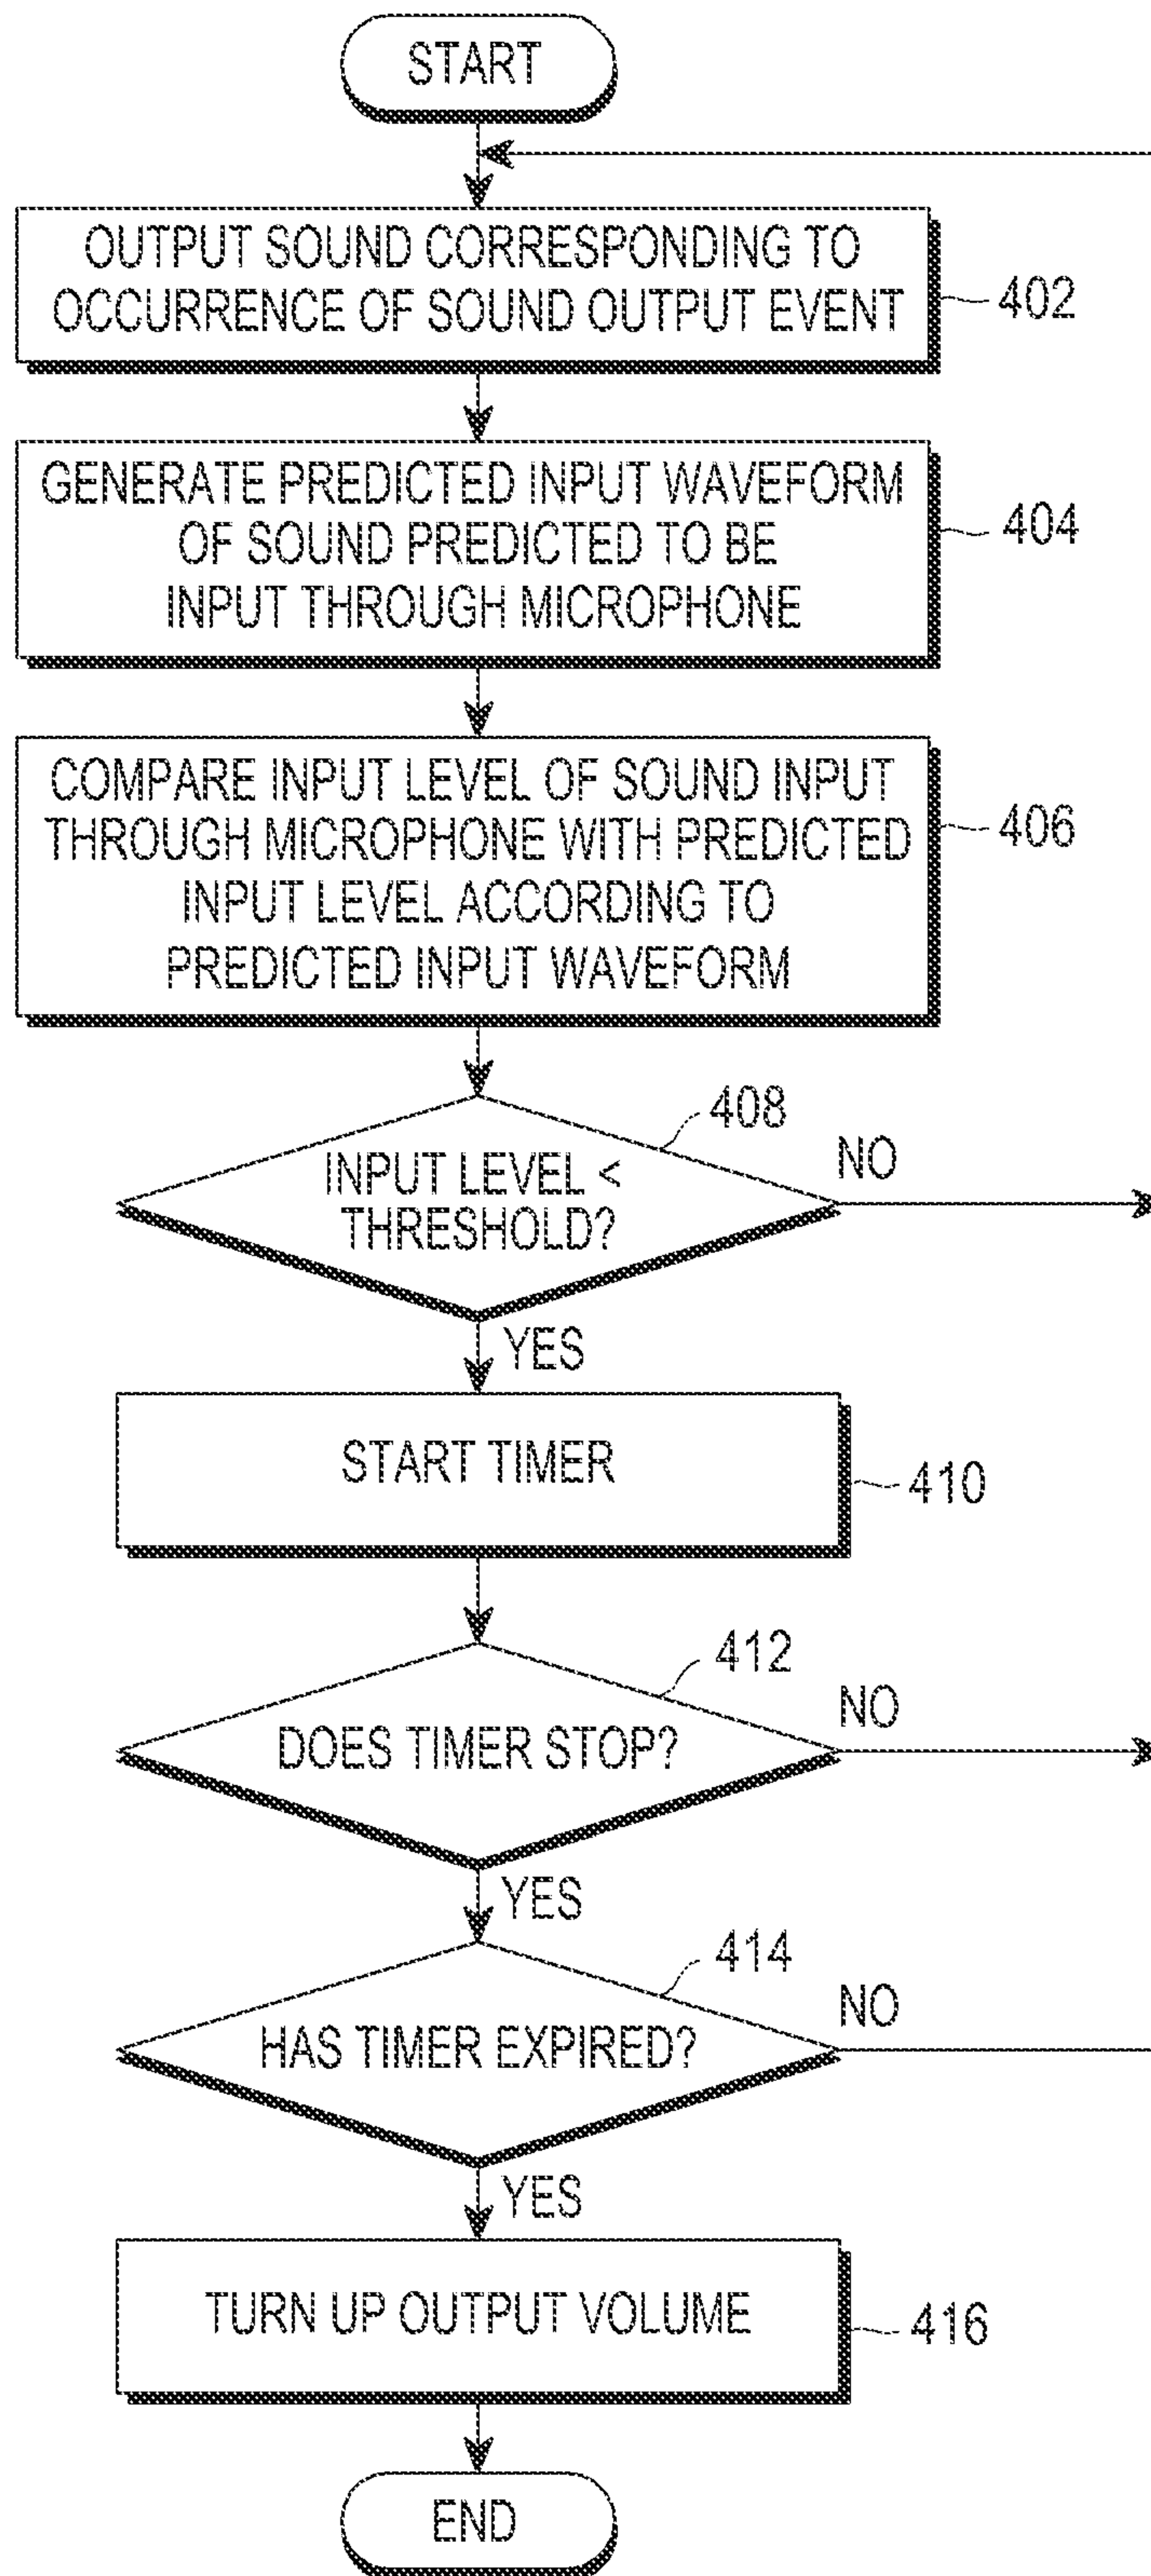 START
OUTPUT SOUND CORRESPONDING TO
OCCURRENCE OF SOUND OUTPUT EVENT
402
GENERATE PREDICTED INPUT WAVEFORM
OF SOUND PREDICTED TO BE
INPUT THROUGH MICROPHONE
404
COMPARE INPUT LEVEL OF SOUND INPUT
THROUGH MICROPHONE WITH PREDICTED
INPUT LEVEL ACCORDING TO
PREDICTED INPUT WAVEFORM
406
408
INPUT LEVEL <
THRESHOLD?
NO
YES
START TIMER
410
412
DOES TIMER STOP?
NO
YES
414
HAS TIMER EXPIRED?
NO
YES
TURN UP OUTPUT VOLUME
416
END